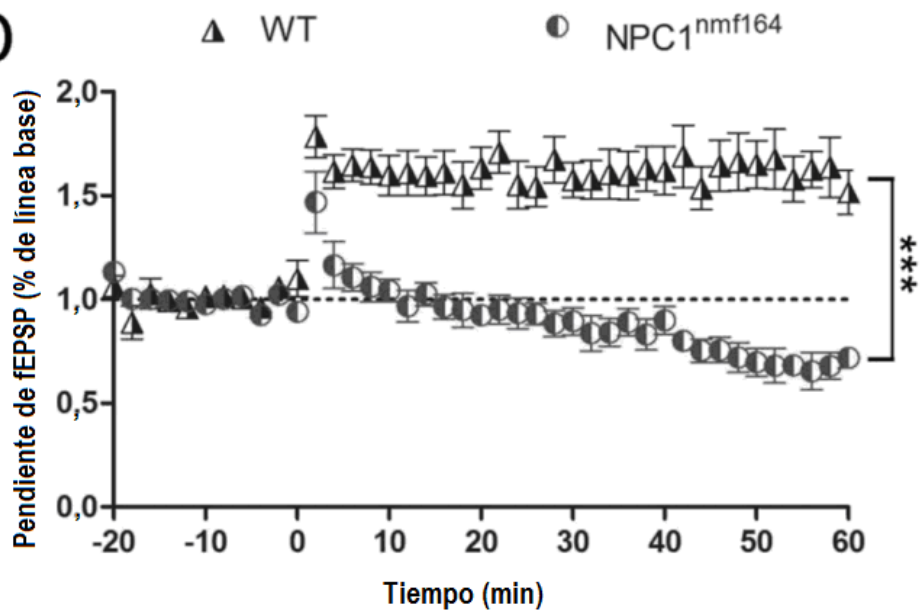 WT NPC1nmf164
Pendiente de fEPSP (% de línea base)
2,0
1,5
1,0
0,5
0,0
***
-20 -10 0 10 20 30 40 50 60
Tiempo (min)